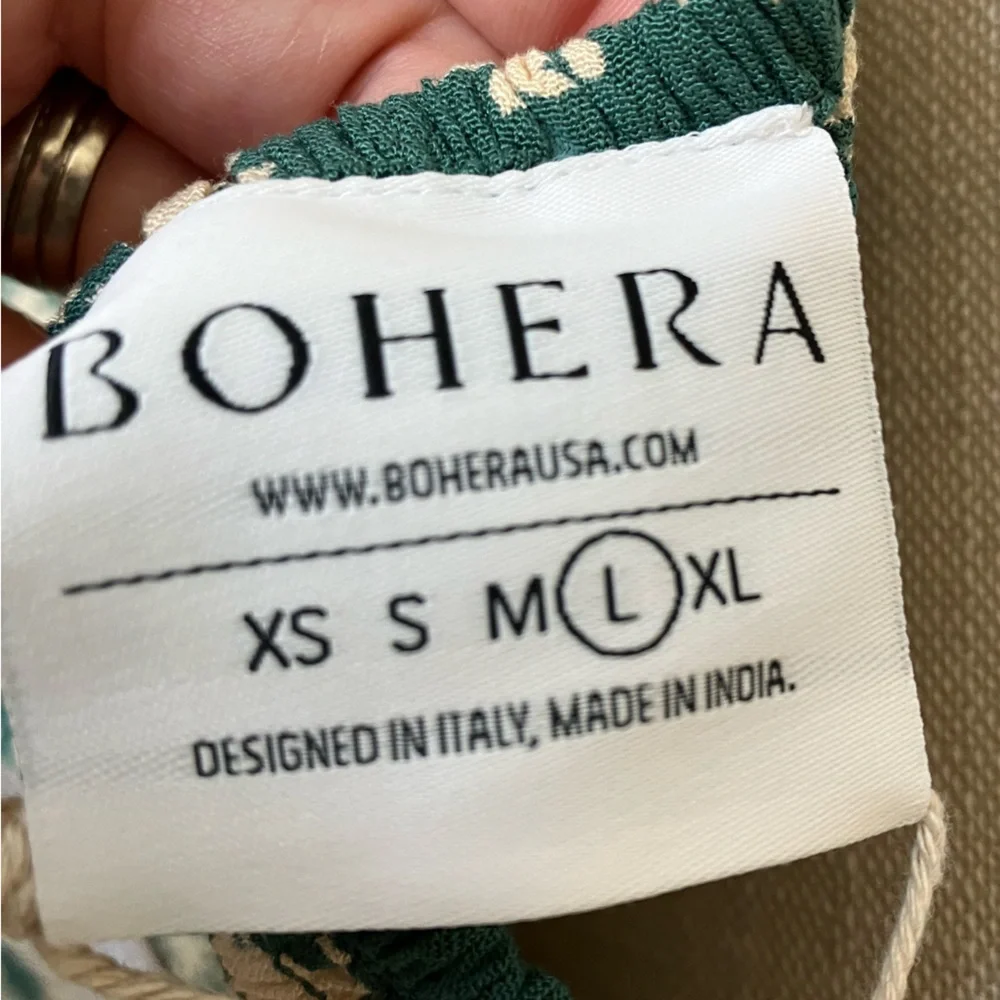 BOHERA
WWW.BOHERAUSA.COM
XS S M L XL
DESIGNED IN ITALY, MADE IN INDIA.